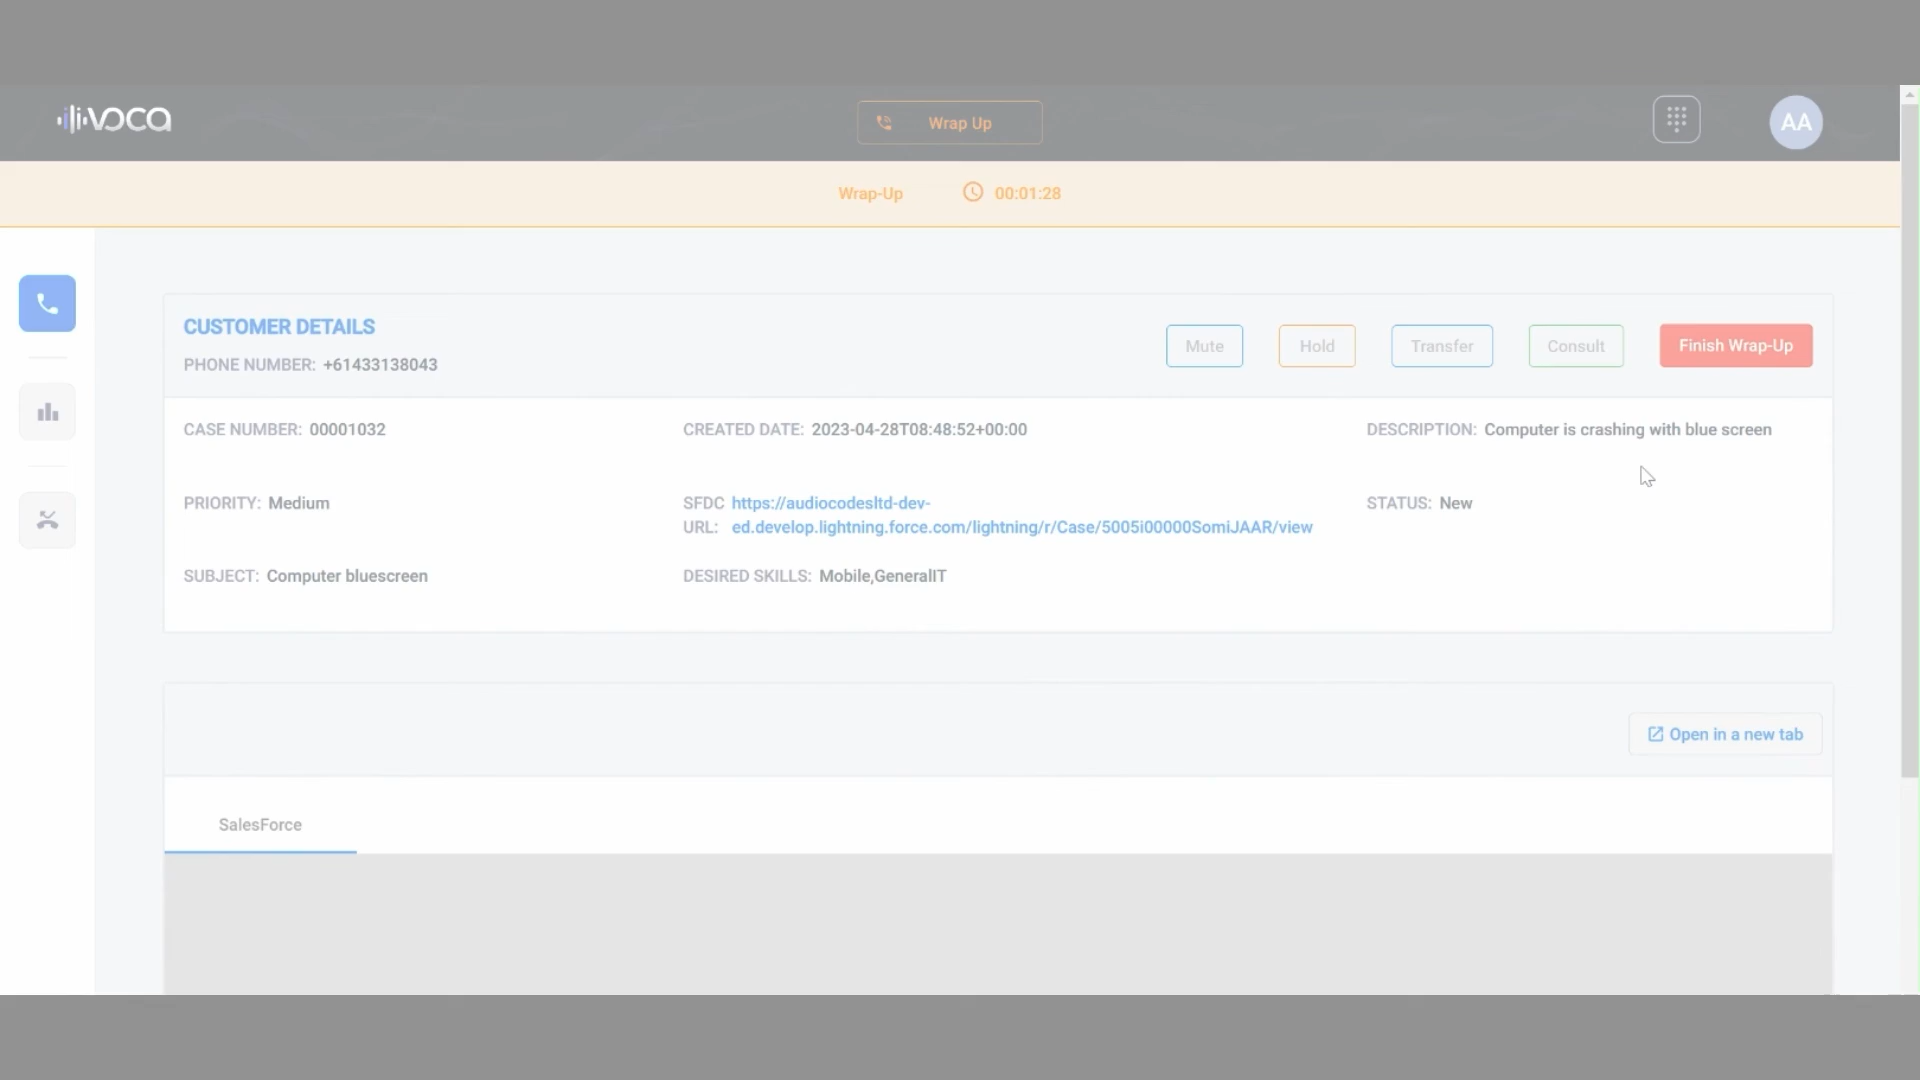 voca
Wrap Up
AA
Wrap-Up 00:01:28
CUSTOMER DETAILS
PHONE NUMBER: +61433138043
Mute Hold Transfer Consult Finish Wrap-Up
CASE NUMBER: 00001032
CREATED DATE: 2023-04-28T08:48:52+00:00
DESCRIPTION: Computer is crashing with blue screen
PRIORITY: Medium
SFDC https://audiocodesltd-dev-
URL: ed.develop.lightning.force.com/lightning/r/Case/5005i00000SomiJAAR/view
STATUS: New
SUBJECT: Computer bluescreen
DESIRED SKILLS: Mobile,GeneralIT
Open in a new tab
SalesForce